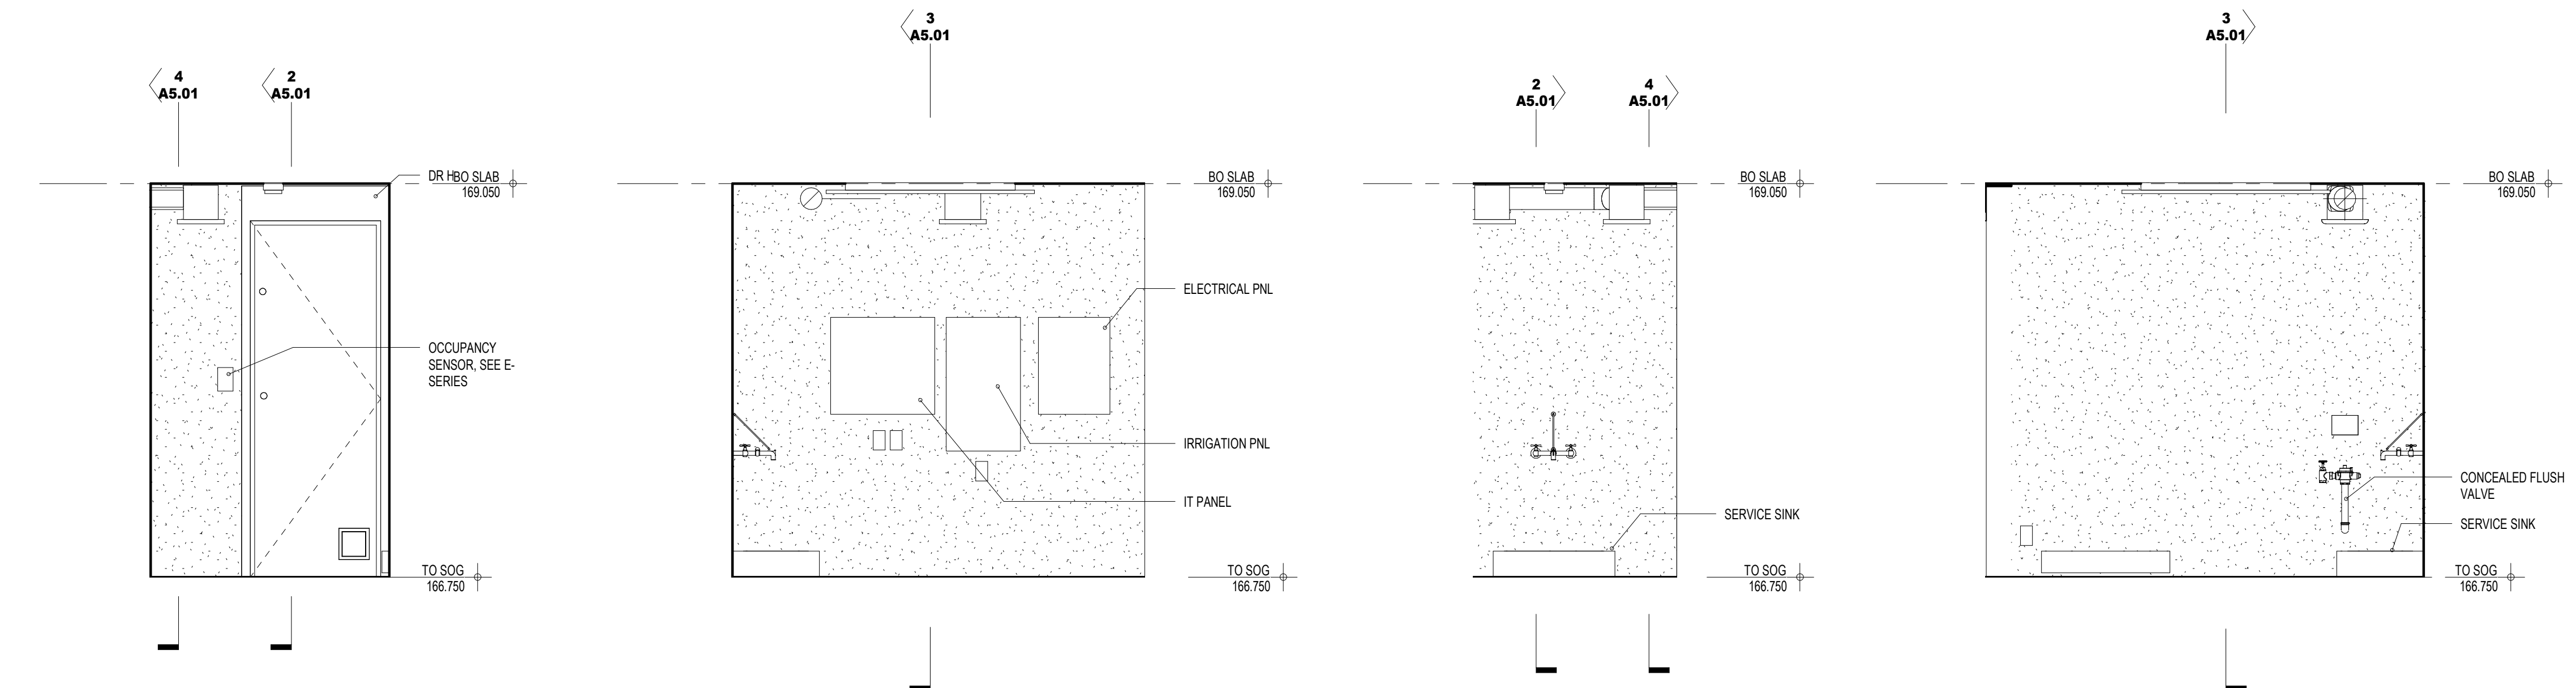 4
A5.01
2
A5.01
DR H
BO SLAB
169.050
OCCUPANCY
SENSOR, SEE E-
SERIES
TO SOG
166.750
3
A5.01
BO SLAB
169.050
ELECTRICAL PNL
IRRIGATION PNL
IT PANEL
TO SOG
166.750
2
A5.01
4
A5.01
BO SLAB
169.050
SERVICE SINK
TO SOG
166.750
3
A5.01
BO SLAB
169.050
CONCEALED FLUSH
VALVE
SERVICE SINK
TO SOG
166.750